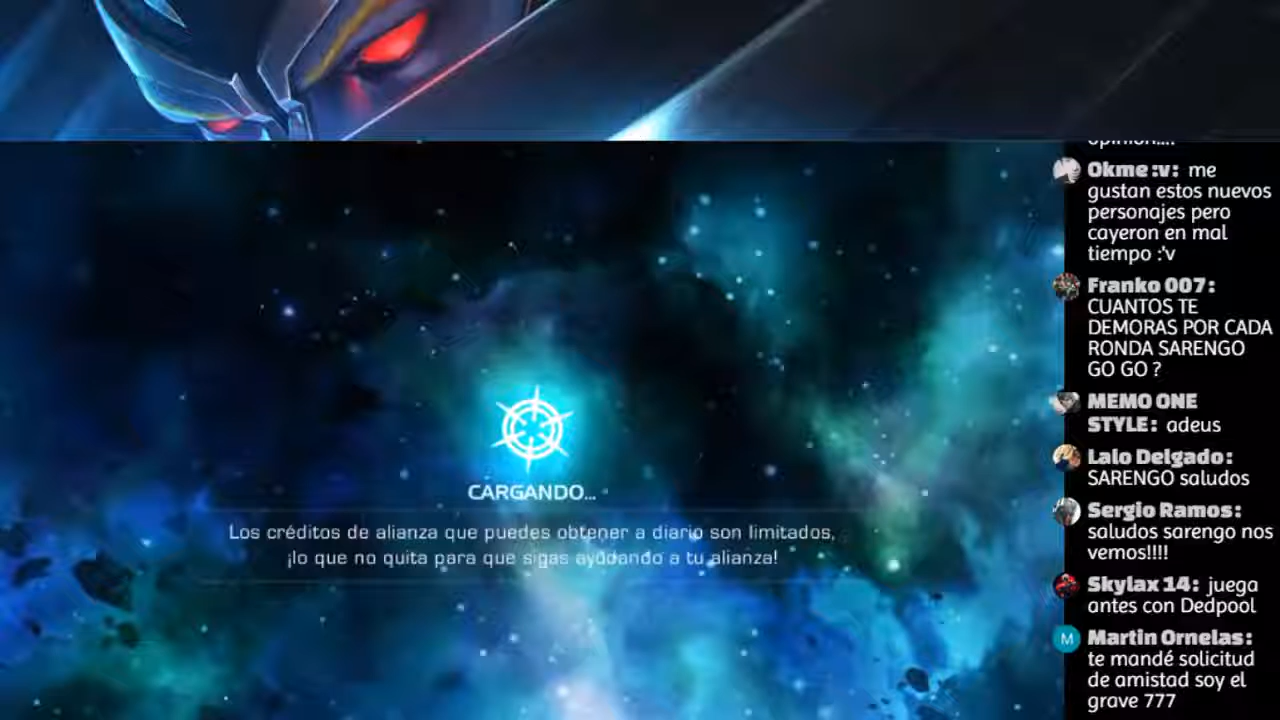 CARGANDO...
Los créditos de alianza que puedes obtener a diario son limitados,
¡lo que no quita para que sigas ayudando a tu alianza!
opinion....
Okme :v: me
gustan estos nuevos
personajes pero
cayeron en mal
tiempo :'v
Franko 007:
CUANTOS TE
DEMORAS POR CADA
RONDA SARENGO
GO GO ?
MEMO ONE
STYLE: adeus
Lalo Delgado:
SARENGO saludos
Sergio Ramos:
saludos sarengo nos
vemos!!!!
Skylax 14: juega
antes con Dedpool
M
Martin Ornelas:
te mandé solicitud
de amistad soy el
grave 777